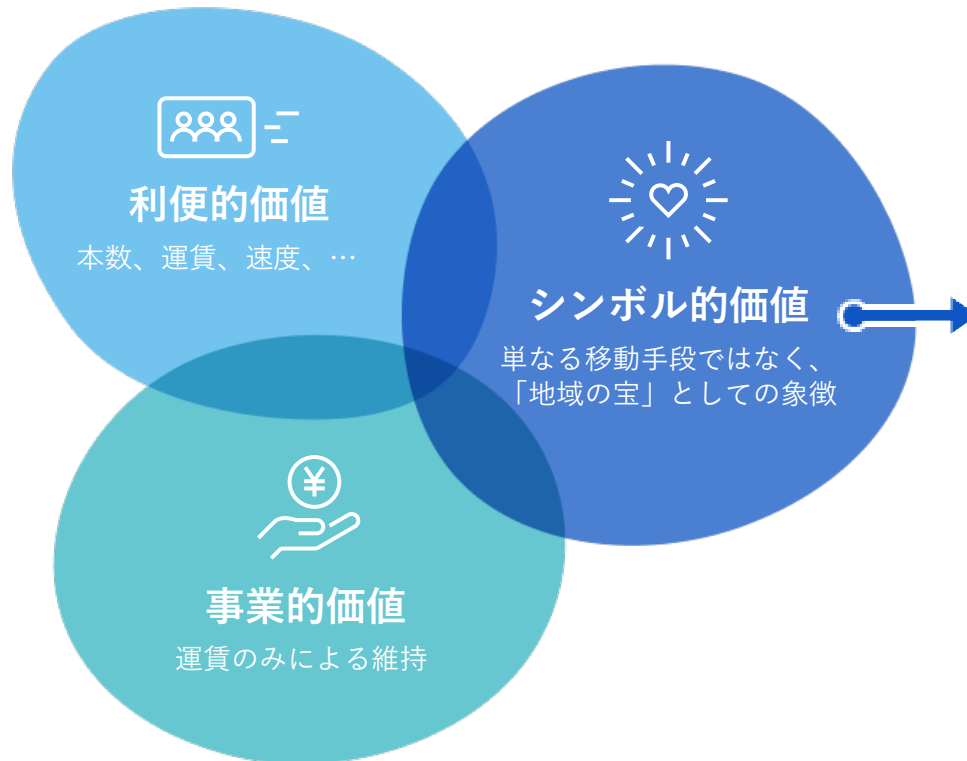 利便的価値
本数、運賃、速度、…
シンボル的価値
単なる移動手段ではなく、
「地域の宝」としての象徴
¥
事業的価値
運賃のみによる維持